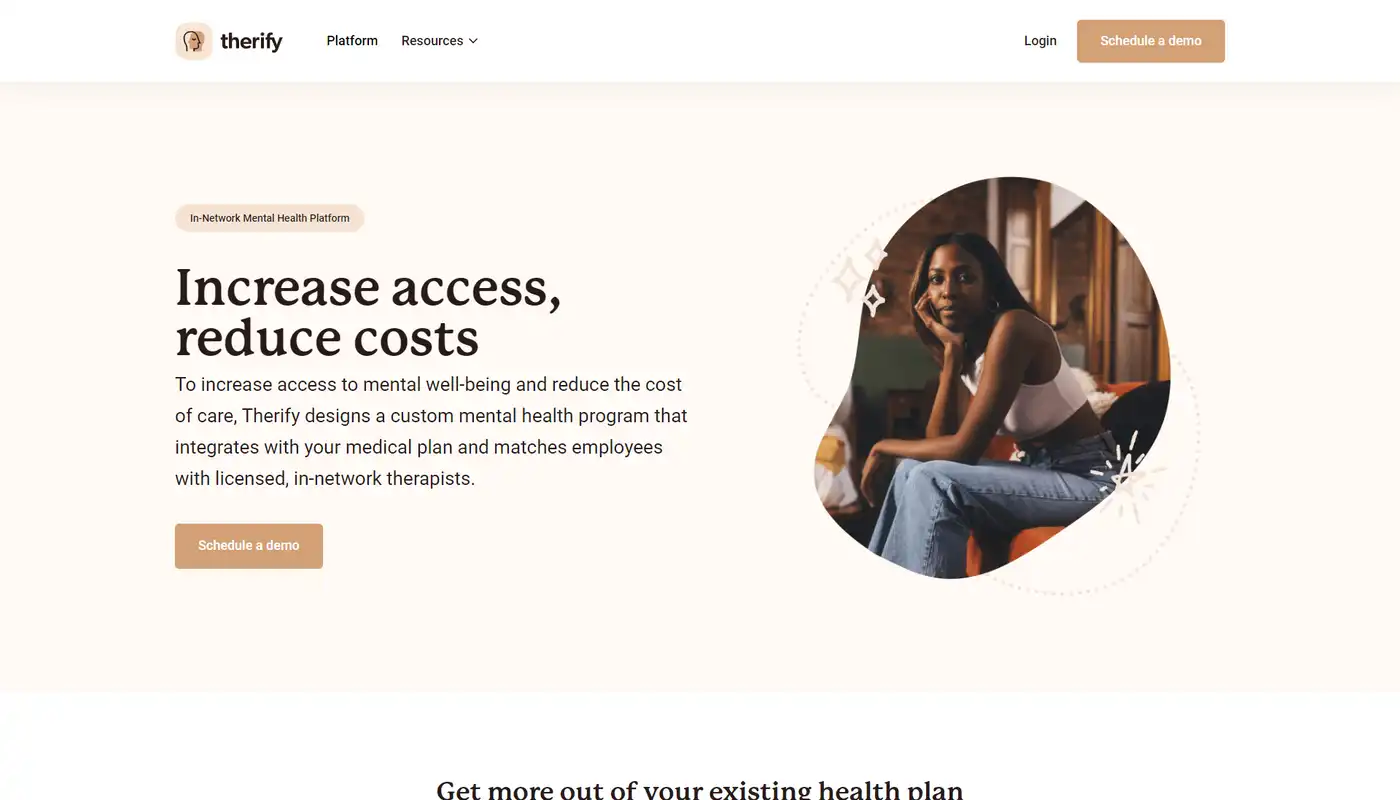 therify
Platform
Resources
Login
Schedule a demo
In-Network Mental Health Platform
Increase access,
reduce costs
To increase access to mental well-being and reduce the cost
of care, Therify designs a custom mental health program that
integrates with your medical plan and matches employees
with licensed, in-network therapists.
Schedule a demo
Get more out of your existing health plan